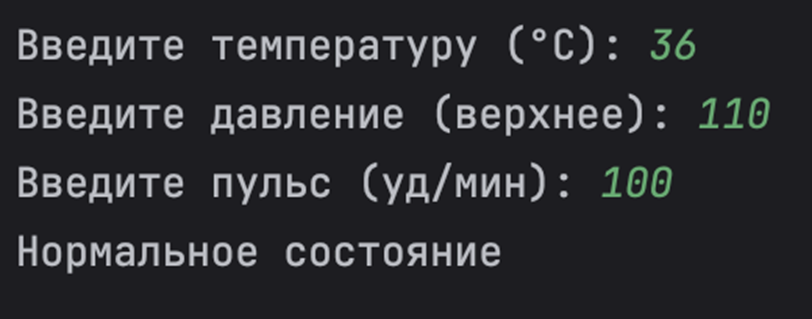 Введите температуру (°C): 36
Введите давление (верхнее): 110
Введите пульс (уд/мин): 100
Нормальное состояние